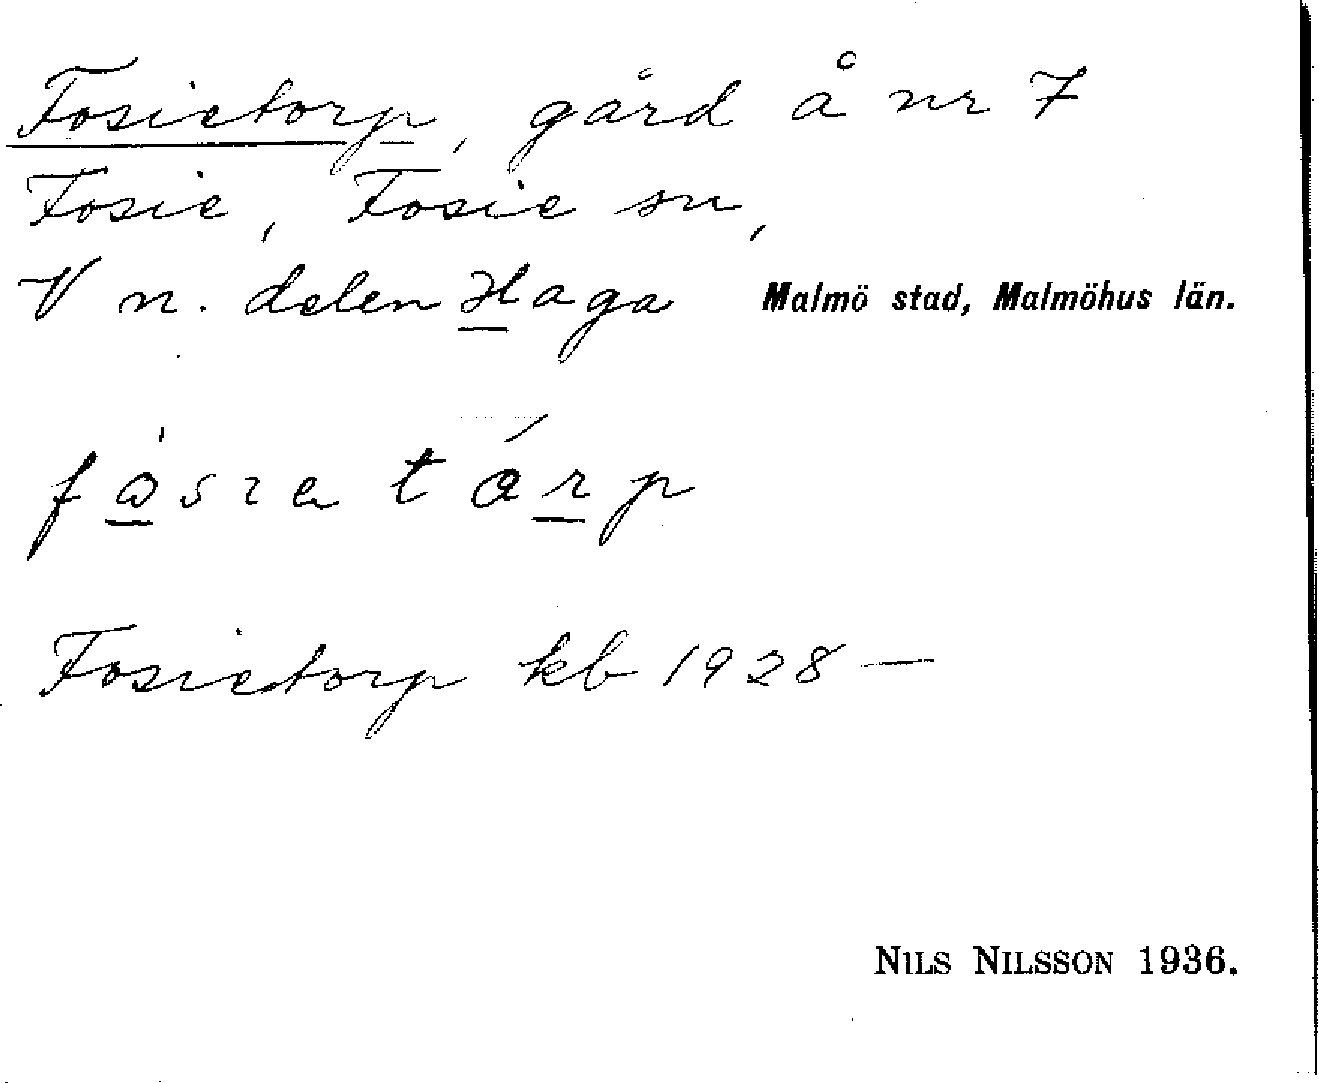 Fosietorp, gård å nr 7
Fosie, Fosie sn,
V n. delen Haga Malmö stad, Malmöhus län.
Fosietorp kb 1928—
NILS NILSSON 1936.